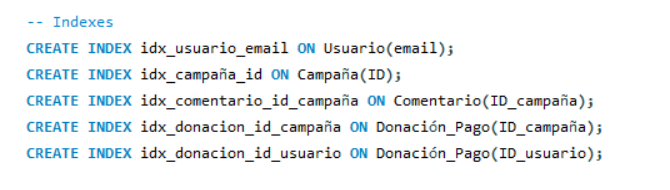 -- Indexes
CREATE INDEX idx_usuario_email ON Usuario(email);
CREATE INDEX idx_campaña_id ON Campaña(ID);
CREATE INDEX idx_comentario_id_campaña ON Comentario(ID_campaña);
CREATE INDEX idx_donacion_id_campaña ON Donación_Pago(ID_campaña);
CREATE INDEX idx_donacion_id_usuario ON Donación_Pago(ID_usuario);